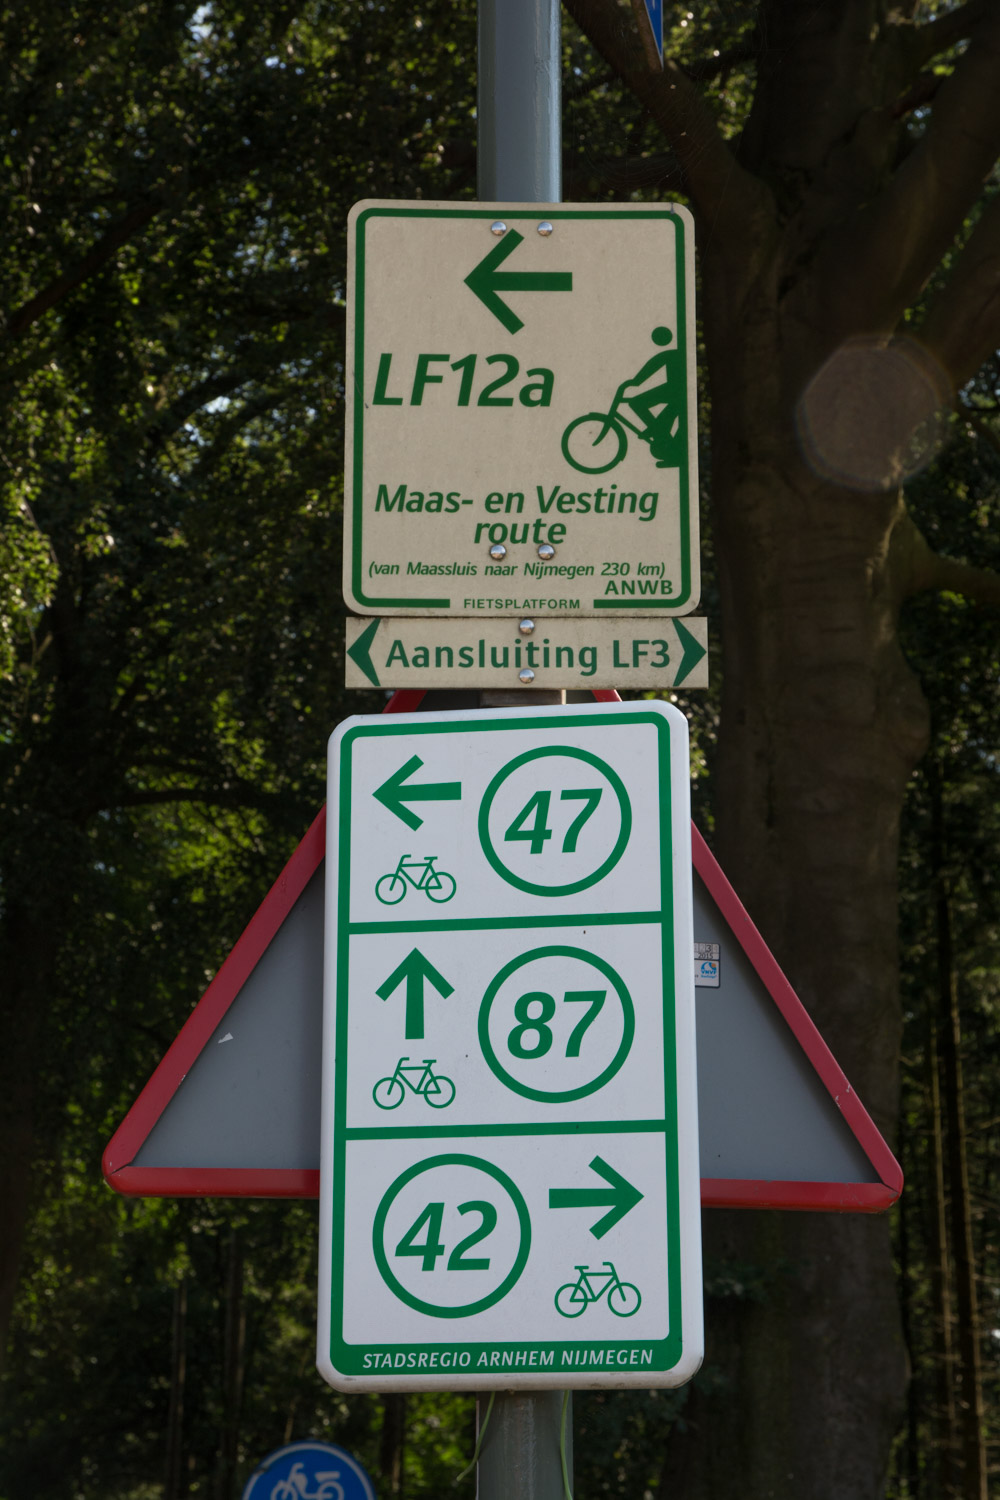 LF12a
Maas- en Vesting
route
(van Maassluis naar Nijmegen 230 km)
ANWB
FIETSPLATFORM
Aansluiting LF3
47
87
42
STADSREGIO ARNHEM NIJMEGEN